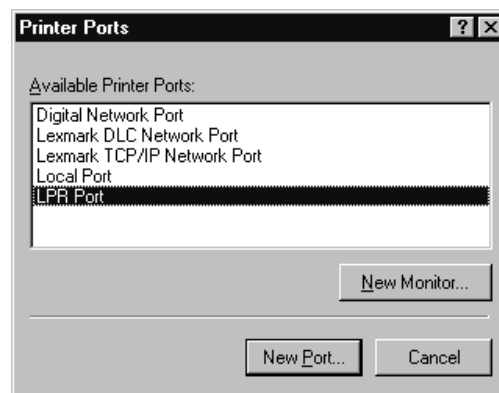 Printer Ports
Available Printer Ports:
Digital Network Port
Lexmark DLC Network Port
Lexmark TCP/IP Network Port
Local Port
LPR Port
New Monitor...
New Port...
Cancel